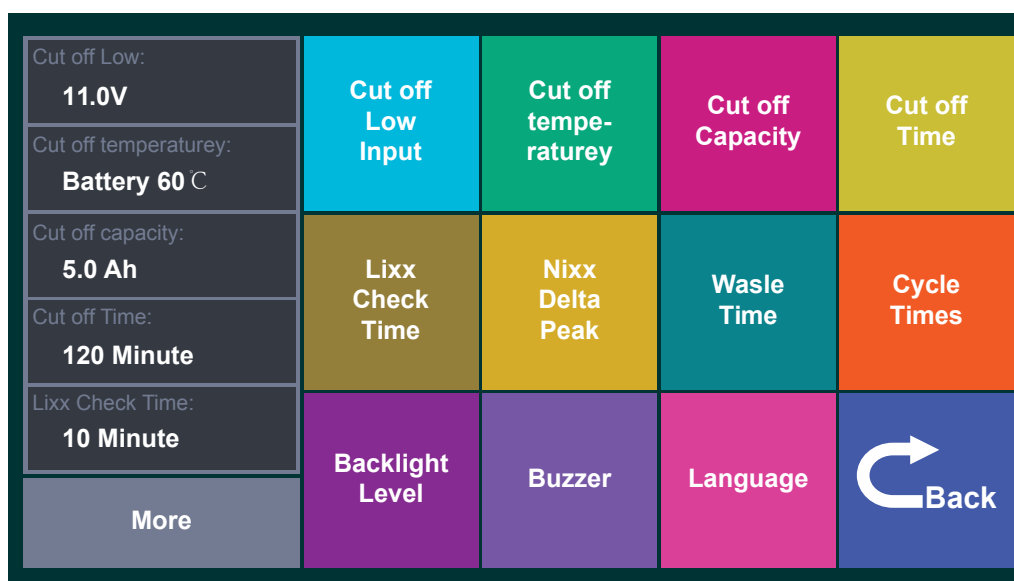 Cut off Low:
11.0V
Cut off temperaturey:
Battery 60℃
Cut off capacity:
5.0 Ah
Cut off Time:
120 Minute
Lixx Check Time:
10 Minute
More
Cut off
Low
Input
Cut off
tempe-
raturey
Cut off
Capacity
Cut off
Time
Lixx
Check
Time
Nixx
Delta
Peak
Wasle
Time
Cycle
Times
Backlight
Level
Buzzer
Language
Back